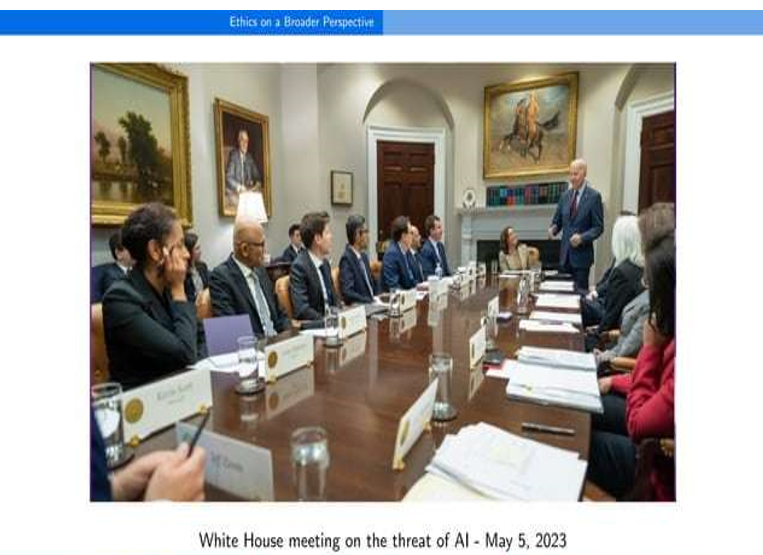 Ethics on a Broader Perspective
White House meeting on the threat of AI - May 5, 2023